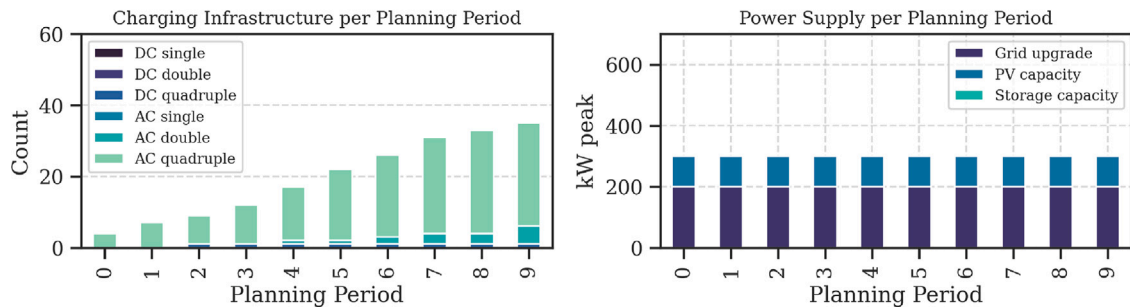 Charging Infrastructure per Planning Period
60
40
20
0
Count
DC single
DC double
DC quadruple
AC single
AC double
AC quadruple
0 1 2 3 4 5 6 7 8 9
Planning Period
Power Supply per Planning Period
600
400
200
0
kW peak
Grid upgrade
PV capacity
Storage capacity
0 1 2 3 4 5 6 7 8 9
Planning Period